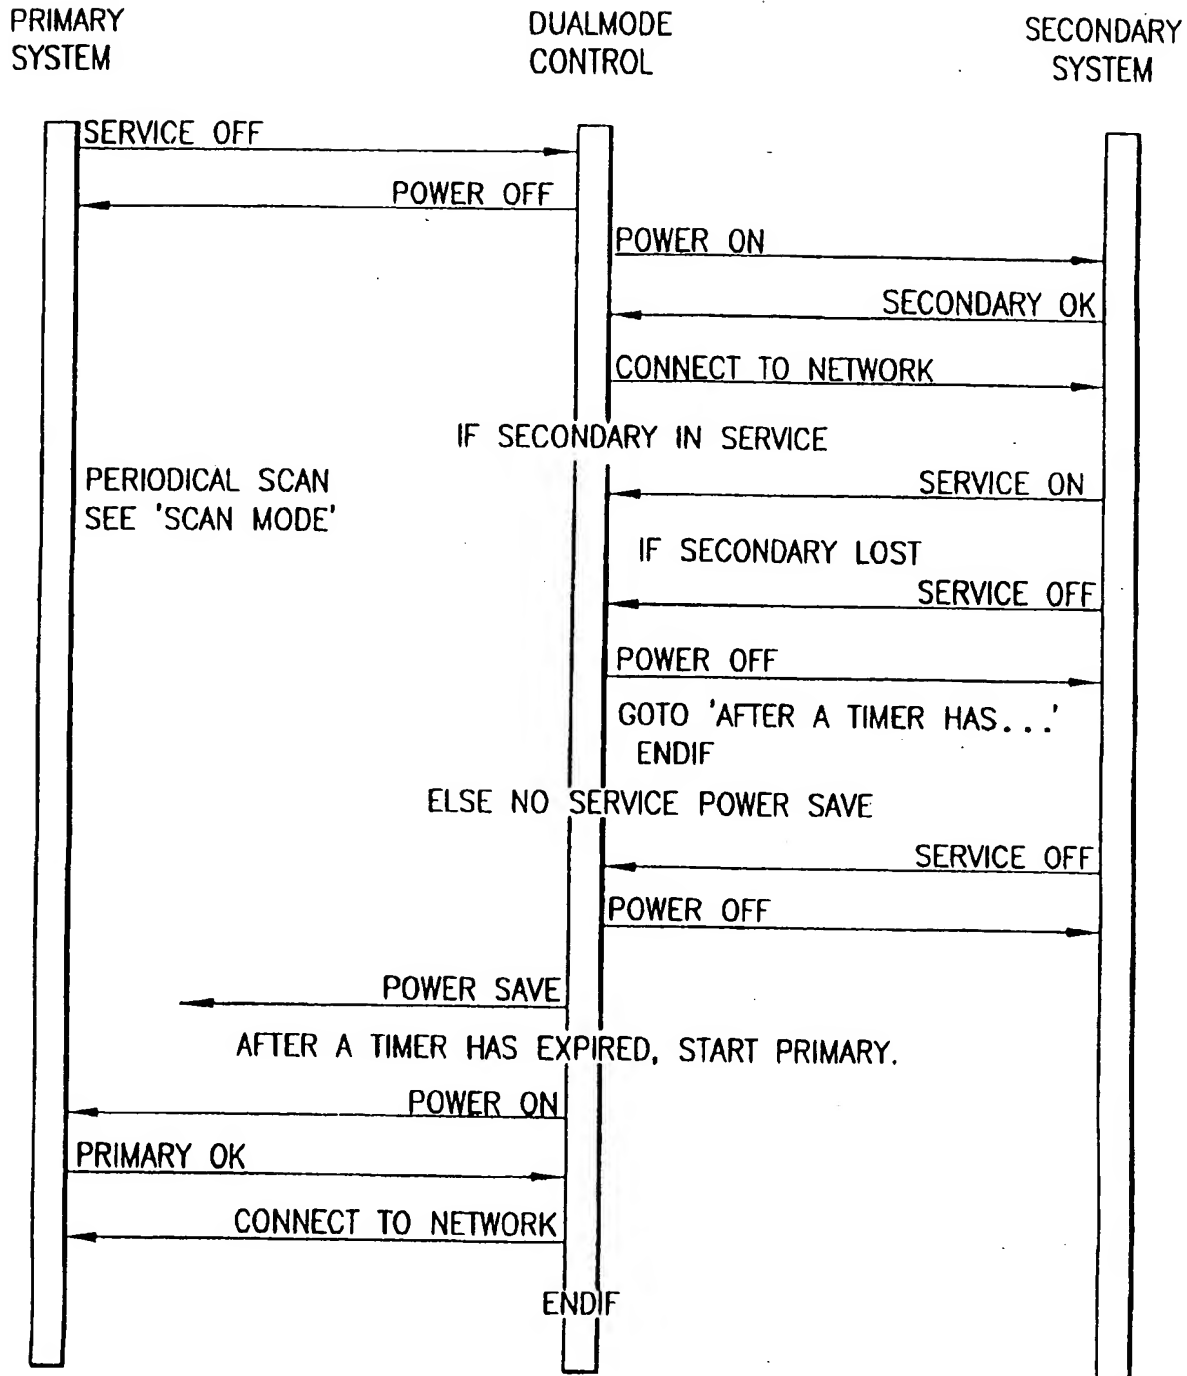 PRIMARY
SYSTEM
DUALMODE
CONTROL
SECONDARY
SYSTEM
SERVICE OFF
POWER OFF
POWER ON
SECONDARY OK
CONNECT TO NETWORK
IF SECONDARY IN SERVICE
PERIODICAL SCAN
SEE 'SCAN MODE'
SERVICE ON
IF SECONDARY LOST
SERVICE OFF
POWER OFF
GOTO 'AFTER A TIMER HAS...'
ENDIF
ELSE NO SERVICE POWER SAVE
SERVICE OFF
POWER OFF
POWER SAVE
AFTER A TIMER HAS EXPIRED, START PRIMARY.
POWER ON
PRIMARY OK
CONNECT TO NETWORK
ENDIF